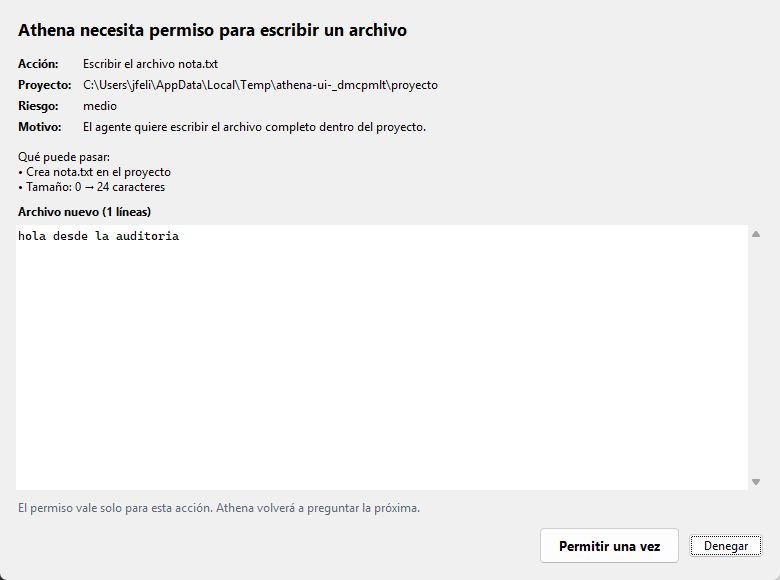 Athena necesita permiso para escribir un archivo
Acción: Escribir el archivo nota.txt
Proyecto: C:\Users\jfeli\AppData\Local\Temp\athena-ui-_dmcpmlt\proyecto
Riesgo: medio
Motivo: El agente quiere escribir el archivo completo dentro del proyecto.
Qué puede pasar:
• Crea nota.txt en el proyecto
• Tamaño: 0 → 24 caracteres
Archivo nuevo (1 líneas)
hola desde la auditoria
El permiso vale solo para esta acción. Athena volverá a preguntar la próxima.
Permitir una vez
Denegar